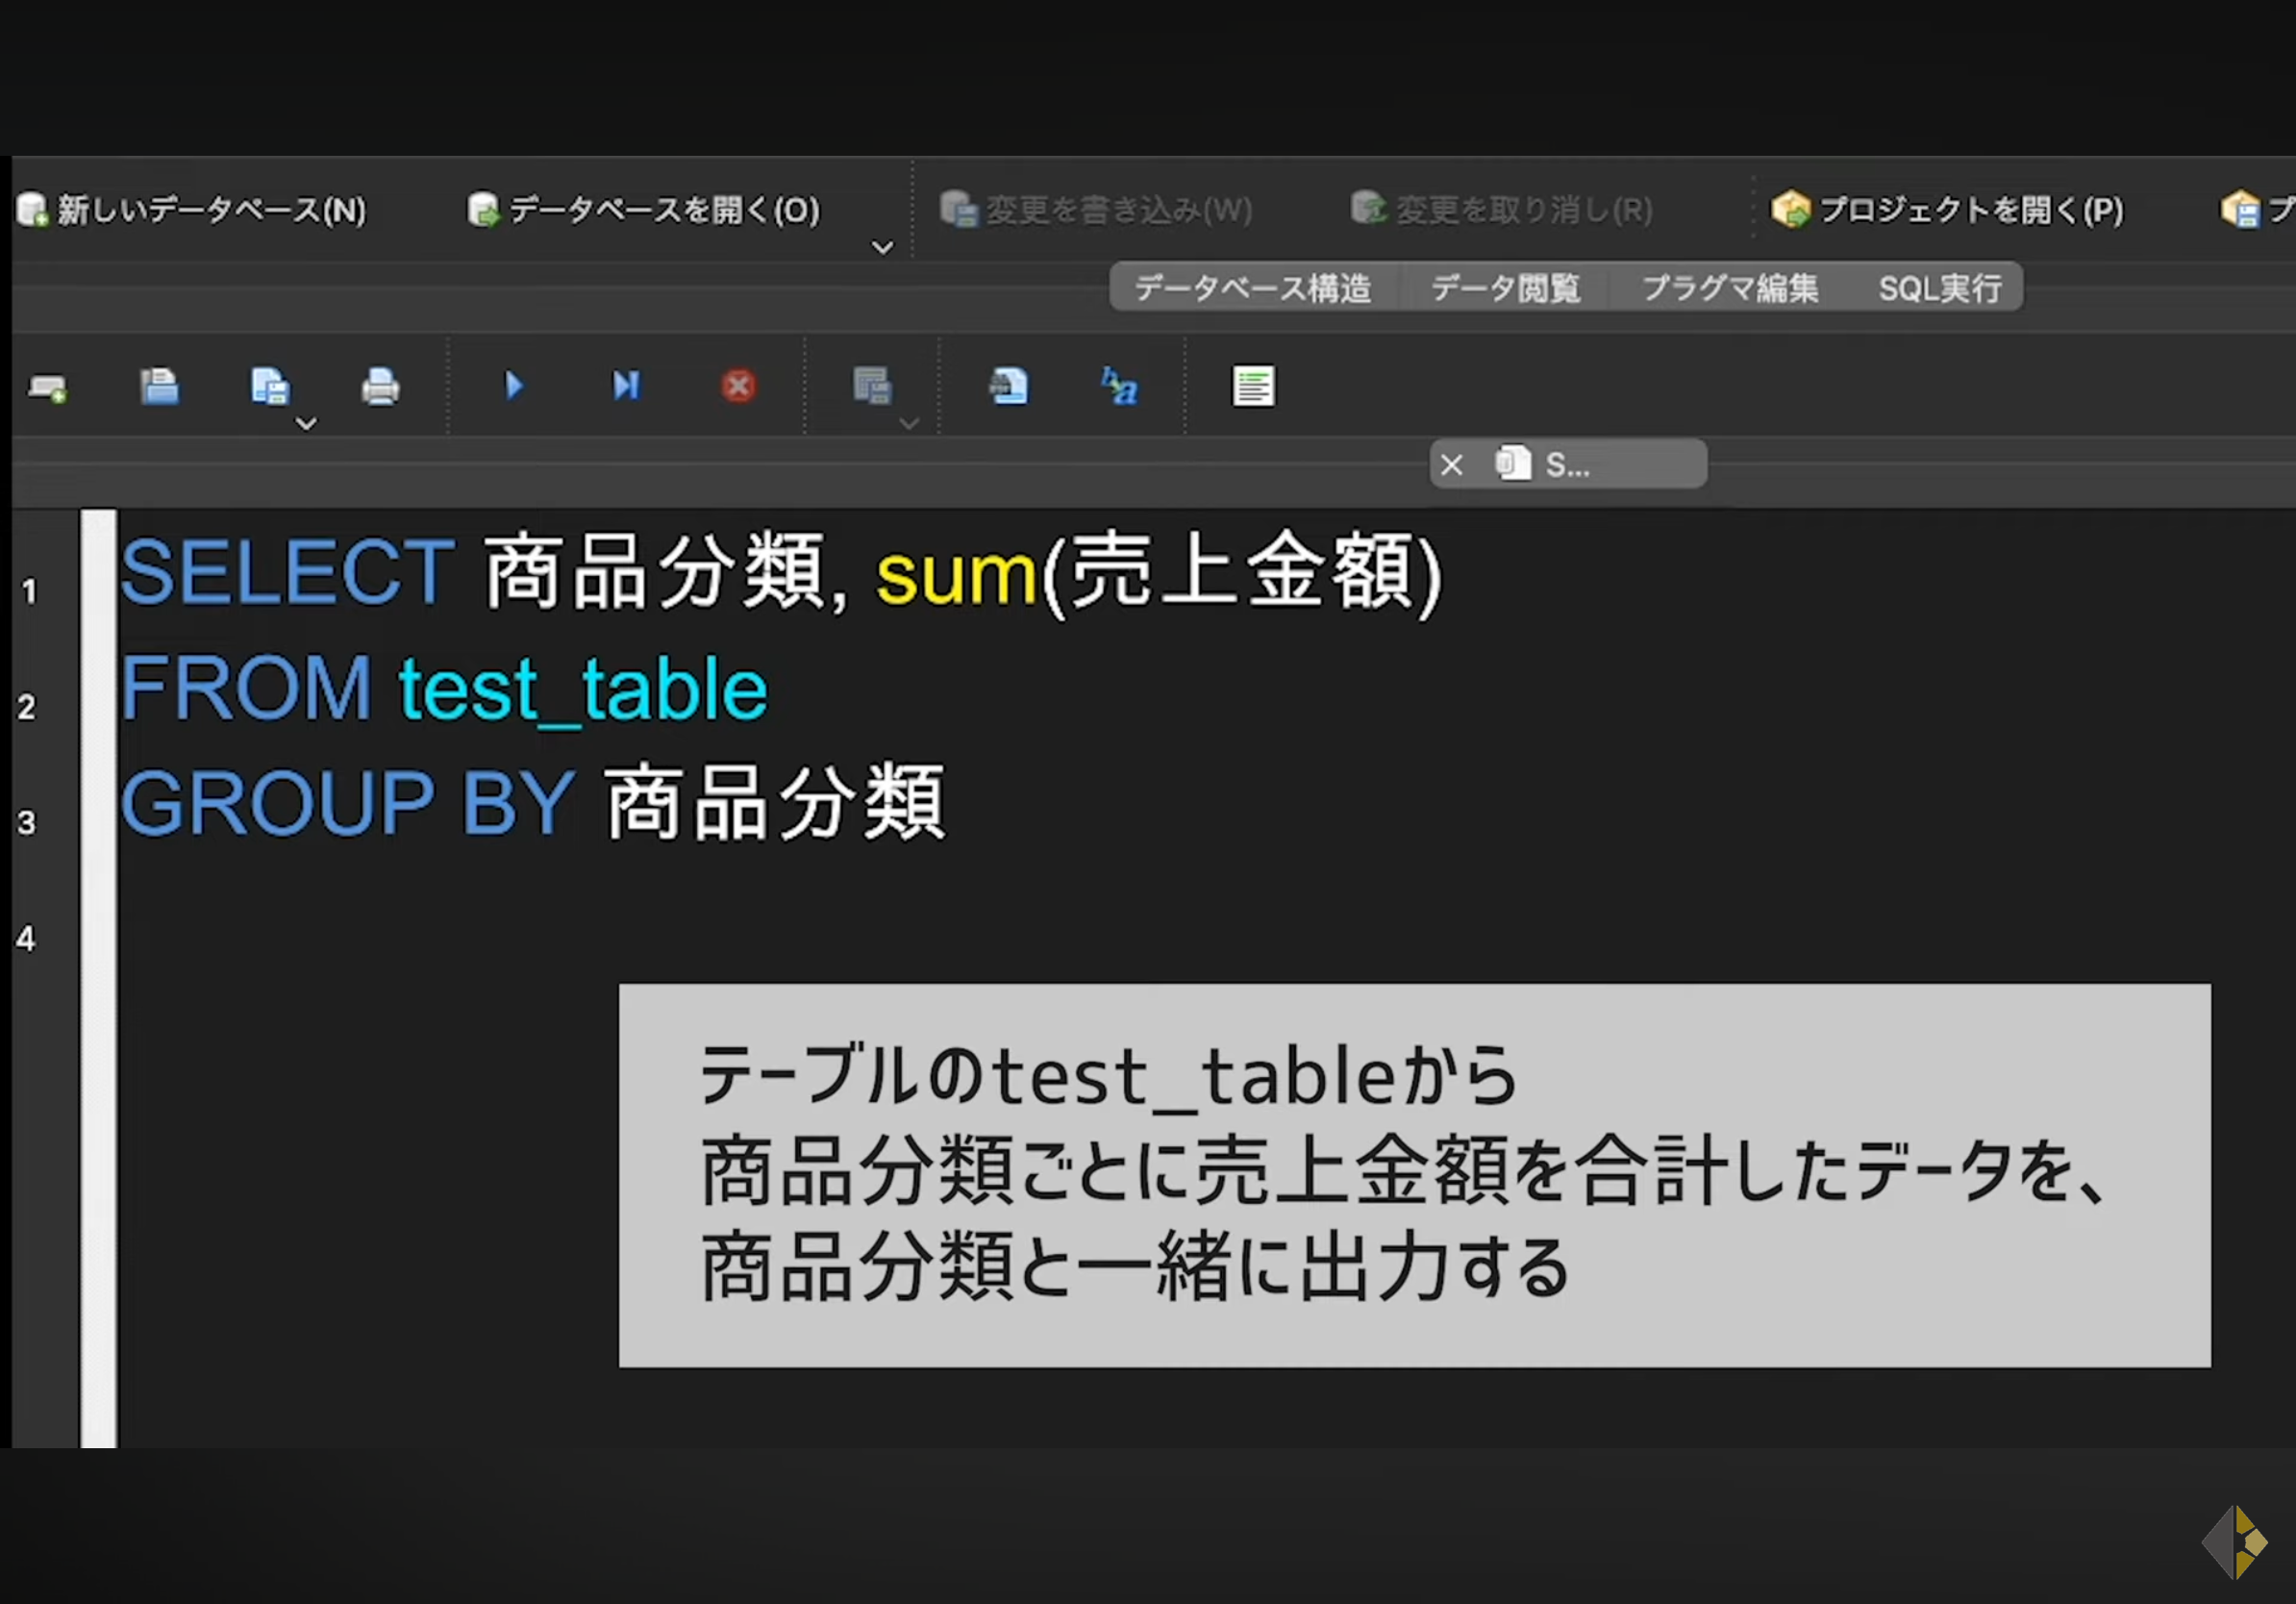 新しいデータベース(N) データベースを開く(O) 変更を書き込み(W) 変更を取り消し(R) プロジェクトを開く(P) プ
データベース構造 データ閲覧 プラグマ編集 SQL実行
S...
1 SELECT 商品分類, sum(売上金額)
2 FROM test_table
3 GROUP BY 商品分類
4
テーブルのtest_tableから
商品分類ごとに売上金額を合計したデータを、
商品分類と一緒に出力する